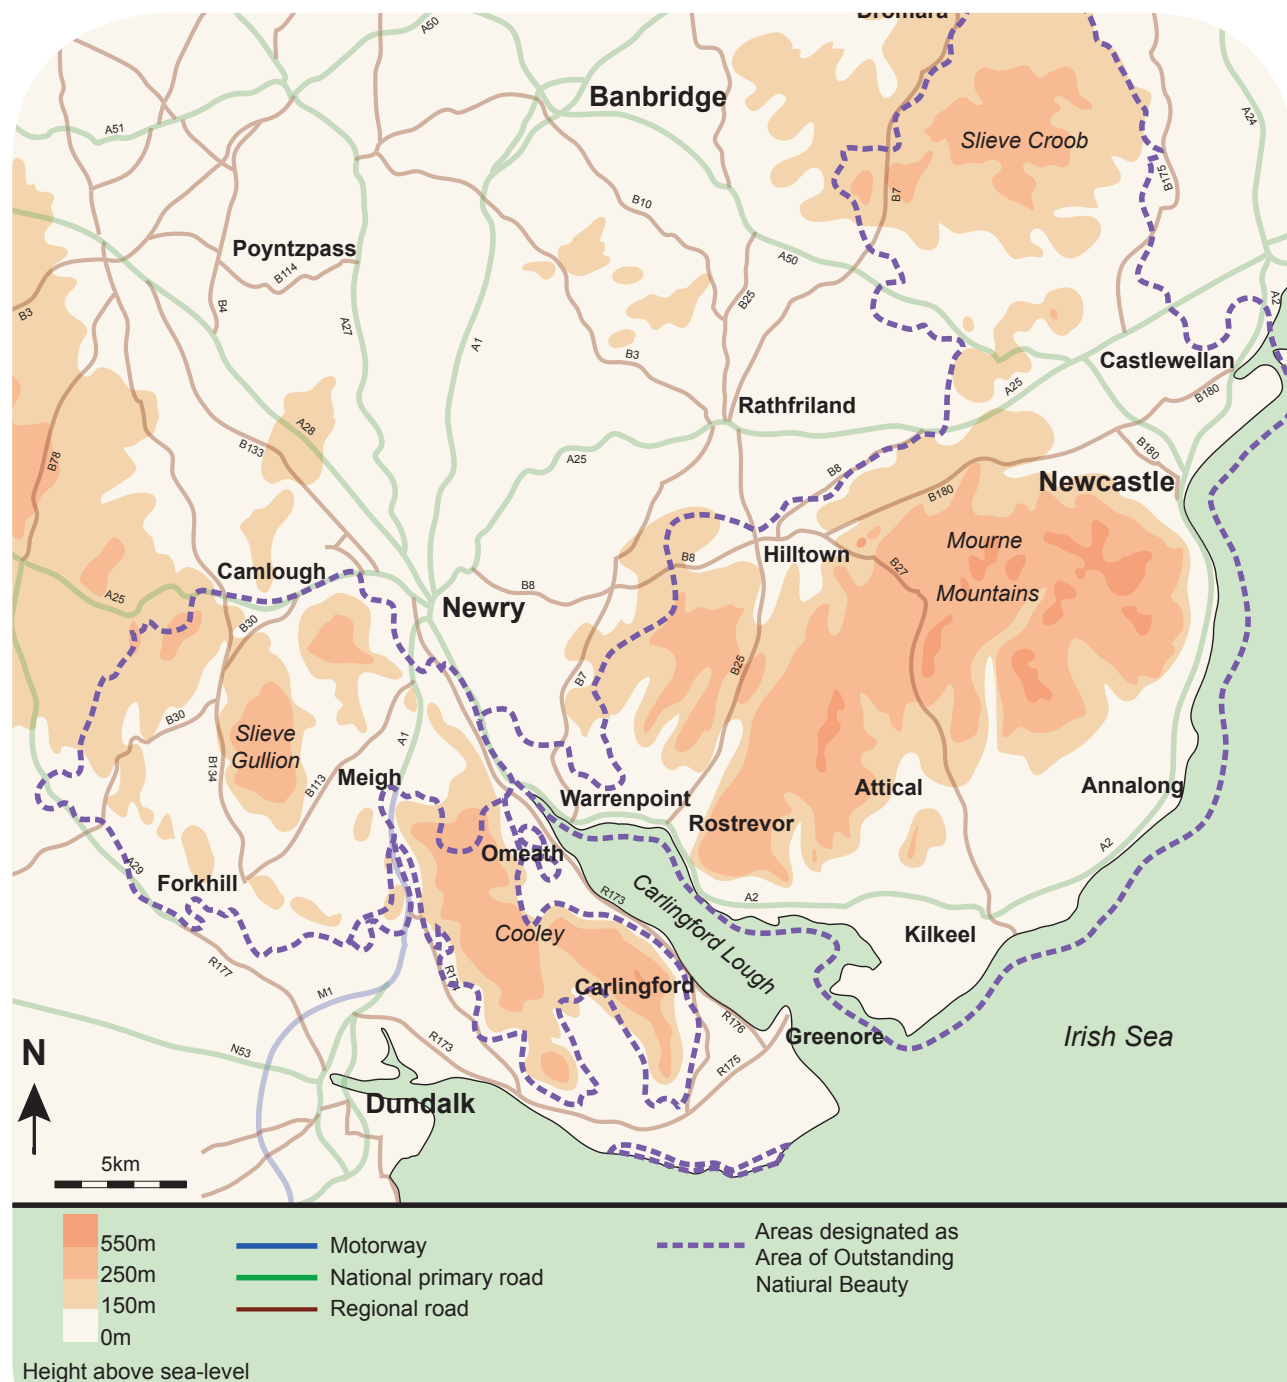 Dromara
A50
Banbridge
A24
A51
Slieve Croob
B175
B7
B10
Poyntzpass
B114
A50
B4
B25
A2
B3
A27
A1
B3
Castlewellan
A25
B180
Rathfriland
A28
B133
B78
A25
B8
B180
B180
Newcastle
Mourne
Mountains
B8
Hilltown
B27
Camlough
A25
B8
Newry
B30
B25
B7
B30
Slieve
Gullion
A1
B134
B113
Meigh
Warrenpoint
Attical
Annalong
Rostrevor
A2
Omeath
A29
Forkhill
R173
A2
Carlingford Lough
Cooley
Kilkeel
R177
R174
Carlingford
M1
R176
Greenore
Irish Sea
N
N53
R173
R175
Dundalk
5km
550m
250m
150m
0m
Height above sea-level
Motorway
National primary road
Regional road
Areas designated as
Area of Outstanding
Natiural Beauty